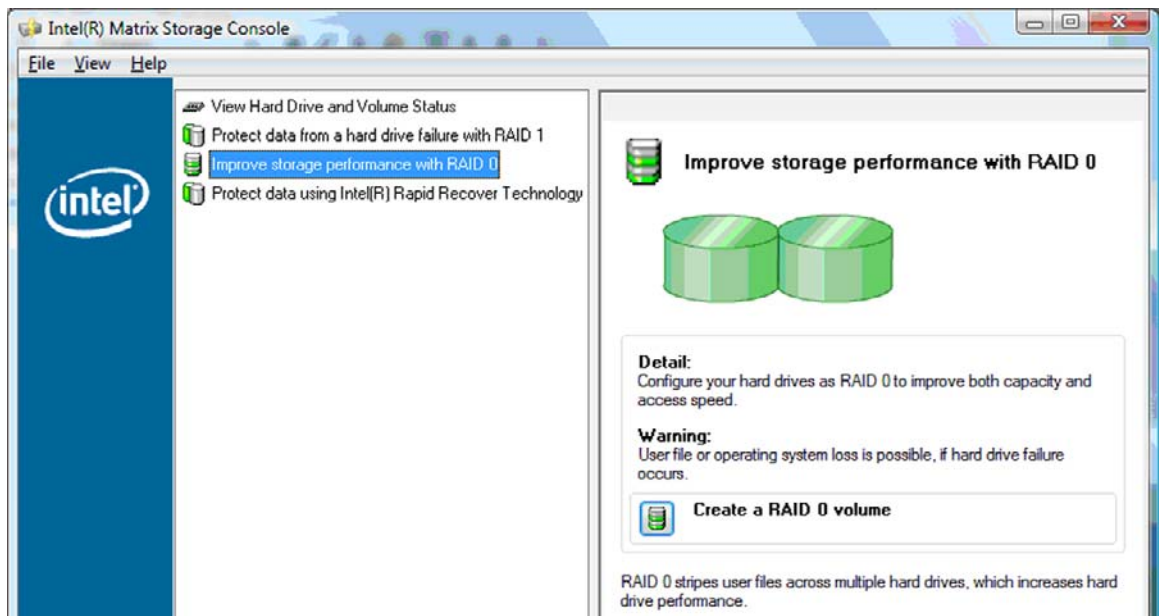 Intel(R) Matrix Storage Console
File View Help
intel
View Hard Drive and Volume Status
Protect data from a hard drive failure with RAID 1
Improve storage performance with RAID 0
Protect data using Intel(R) Rapid Recover Technology
Improve storage performance with RAID 0
Detail:
Configure your hard drives as RAID 0 to improve both capacity and
access speed.
Warning:
User file or operating system loss is possible, if hard drive failure
occurs.
Create a RAID 0 volume
RAID 0 stripes user files across multiple hard drives, which increases hard
drive performance.